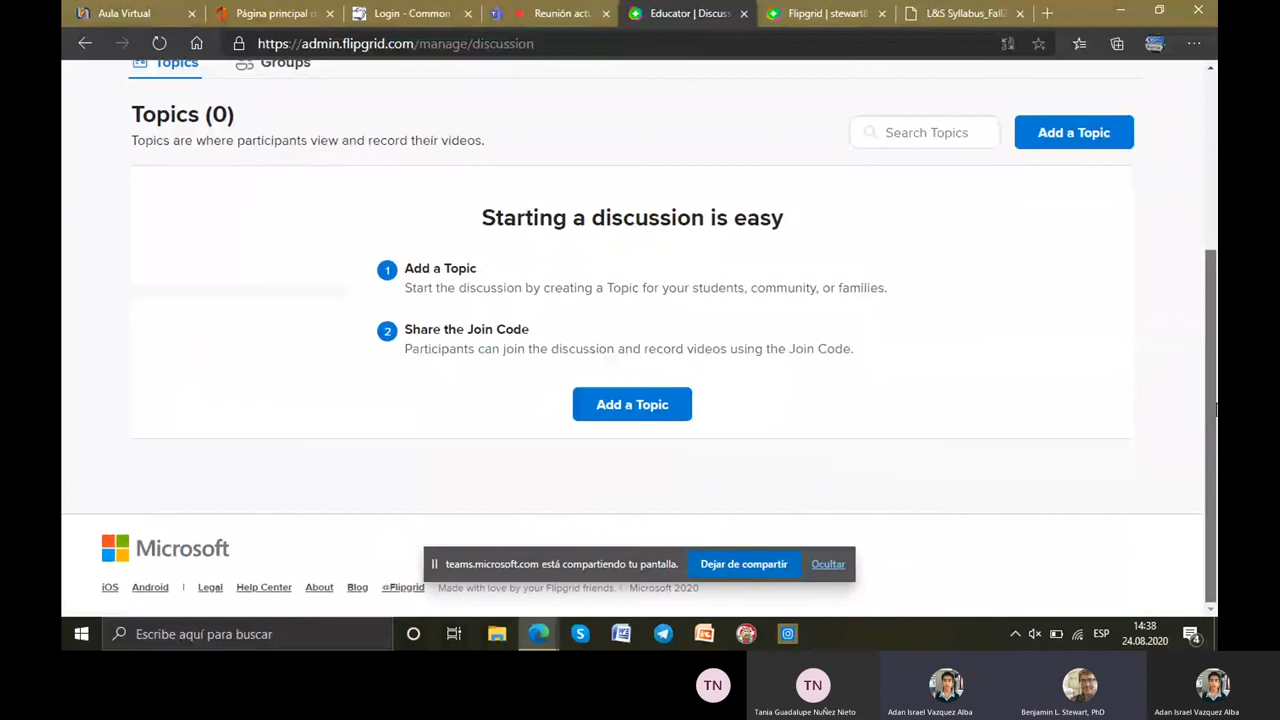 Aula Virtual
Página principal d
Login - Common
Reunión actu
Educator | Discuss
Flipgrid | stewart8
L&S Syllabus_Fall2
https://admin.flipgrid.com/manage/discussion
Topics
Groups
Topics (0)
Topics are where participants view and record their videos.
Search Topics
Add a Topic
Starting a discussion is easy
1 Add a Topic
Start the discussion by creating a Topic for your students, community, or families.
2 Share the Join Code
Participants can join the discussion and record videos using the Join Code.
Add a Topic
Microsoft
teams.microsoft.com está compartiendo tu pantalla. Dejar de compartir Ocultar
iOS Android | Legal Help Center About Blog @Flipgrid Made with love by your Flipgrid friends. © Microsoft 2020
Escribe aquí para buscar
ESP
14:38
24.08.2020
4
TN
TN
Tania Guadalupe NuÑez Nieto
Adan Israel Vazquez Alba
Benjamin L. Stewart, PhD
Adan Israel Vazquez Alba